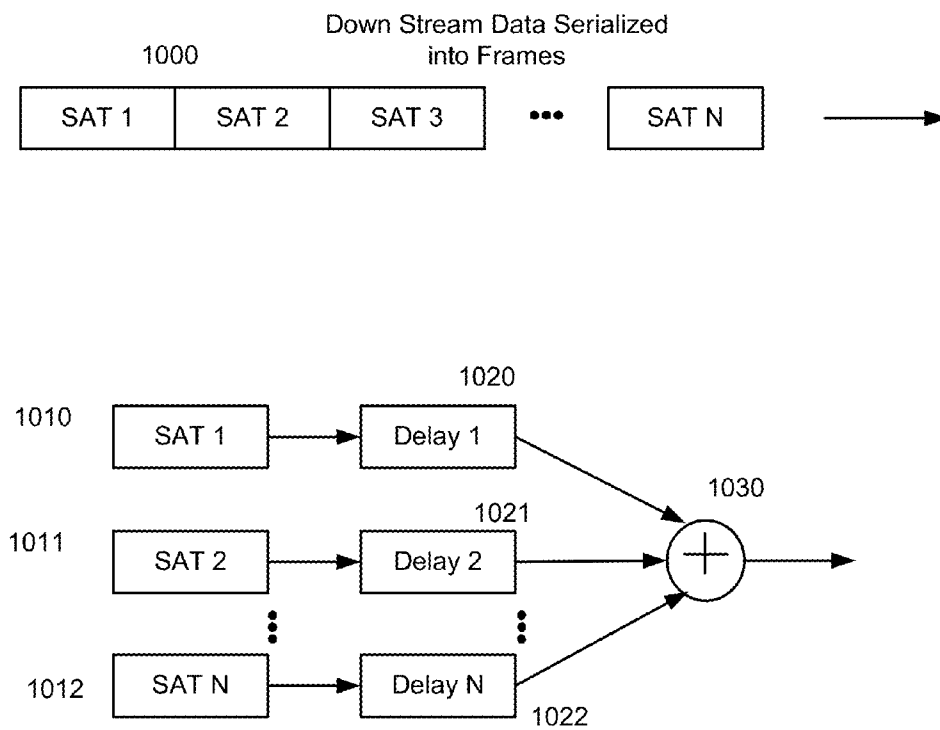 Down Stream Data Serialized
into Frames
1000
SAT 1 SAT 2 SAT 3 ••• SAT N
1020
1010 SAT 1 Delay 1
1030
1021
1011 SAT 2 Delay 2
1012 SAT N Delay N
1022